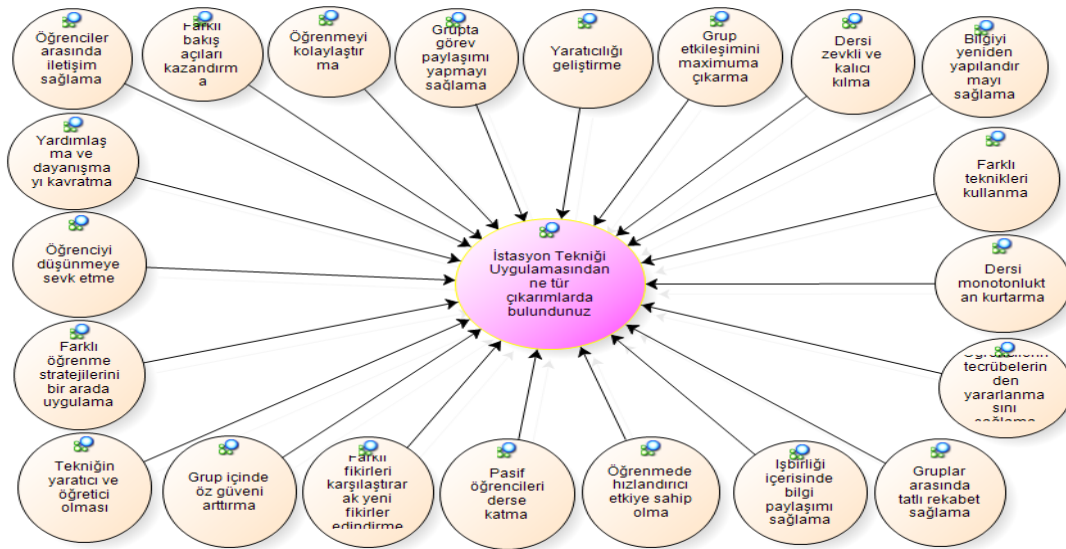 Öğrenciler
arasında
iletişim
sağlama
Farklı
bakış
açıları
kazandırm
a
Öğrenmeyi
kolaylaştır
ma
Grupta
görev
paylaşımı
yapmayı
sağlama
Yaratıcılığı
geliştirme
Grup
etkileşimini
maximuma
çıkarma
Dersi
zevkli ve
kalıcı
kılma
Bilgiyi
yeniden
yapılandır
mayı
sağlama
Yardımlaş
ma ve
dayanışma
yı kavratma
Farklı
teknikleri
kullanma
Öğrenciyi
düşünmeye
sevk etme
İstasyon Tekniği
Uygulamasından
ne tür
çıkarımlarda
bulundunuz
Dersi
monotonlukt
an kurtarma
Farklı
öğrenme
stratejilerini
bir arada
uygulama
tecrübelerin
den
yararlanma
sını
sağlama
Tekniğin
yaratıcı ve
öğretici
olması
Grup içinde
öz güveni
arttırma
Farklı
fikirleri
karşılaştırar
ak yeni
fikirler
edindirme
Pasif
öğrencileri
derse
katma
Öğrenmede
hızlandırıcı
etkiye sahip
olma
İşbirliği
içerisinde
bilgi
paylaşımı
sağlama
Gruplar
arasında
tatlı rekabet
sağlama